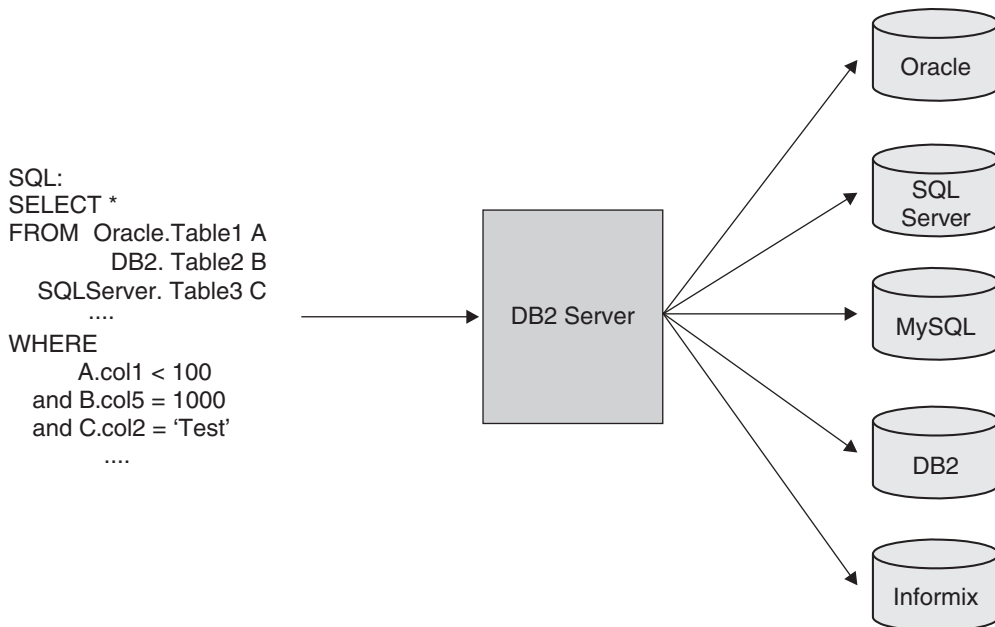 SQL:
SELECT *
FROM Oracle.Table1 A
DB2. Table2 B
SQLServer. Table3 C
....
WHERE
A.col1 < 100
and B.col5 = 1000
and C.col2 = ‘Test’
....
DB2 Server
Oracle
SQL
Server
MySQL
DB2
Informix